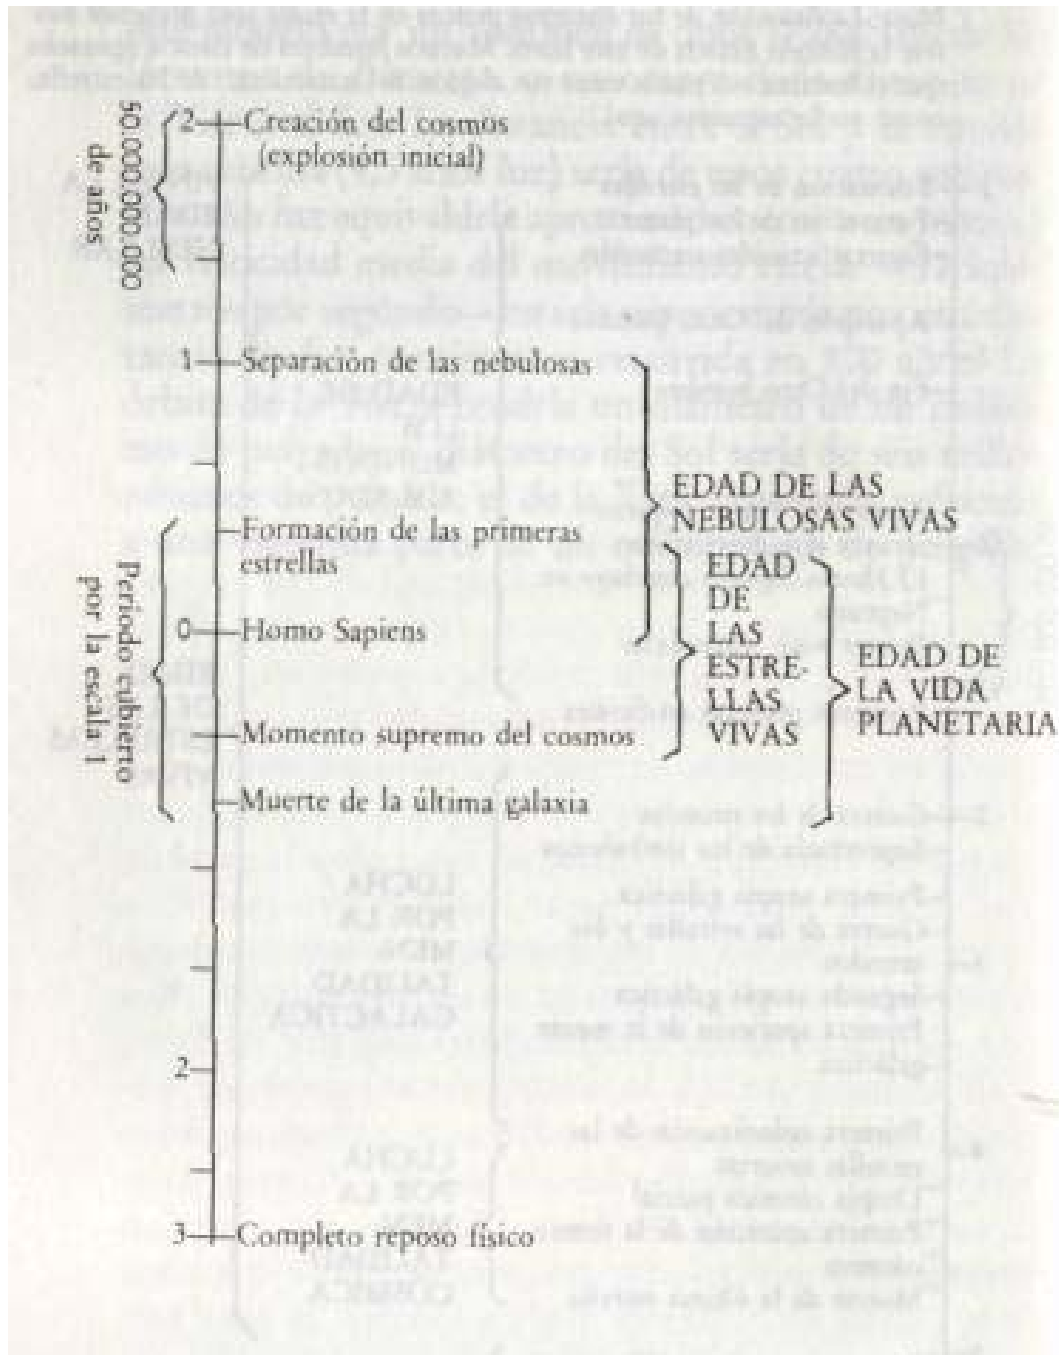 50.000.000.000
de años
2
Creación del cosmos
(explosión inicial)
1
Separación de las nebulosas
EDAD DE LAS
NEBULOSAS VIVAS
Formación de las primeras
estrellas
Periodo cubierto
por la escala 1
0
Homo Sapiens
EDAD
DE
LAS
ESTRE-
LLAS
VIVAS
EDAD DE
LA VIDA
PLANETARIA
Momento supremo del cosmos
Muerte de la última galaxia
2
3
Completo reposo físico